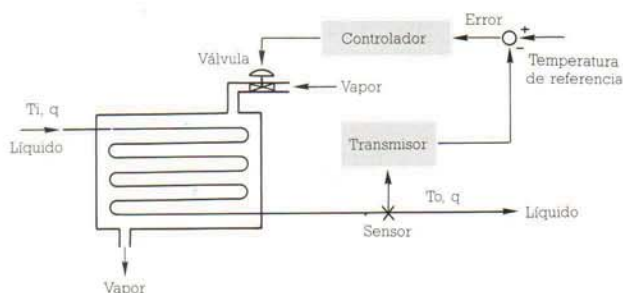 Error
+
Controlador
−
Válvula
Temperatura
de referencia
Vapor
Ti, q
Líquido
Transmisor
To, q
Líquido
Sensor
Vapor